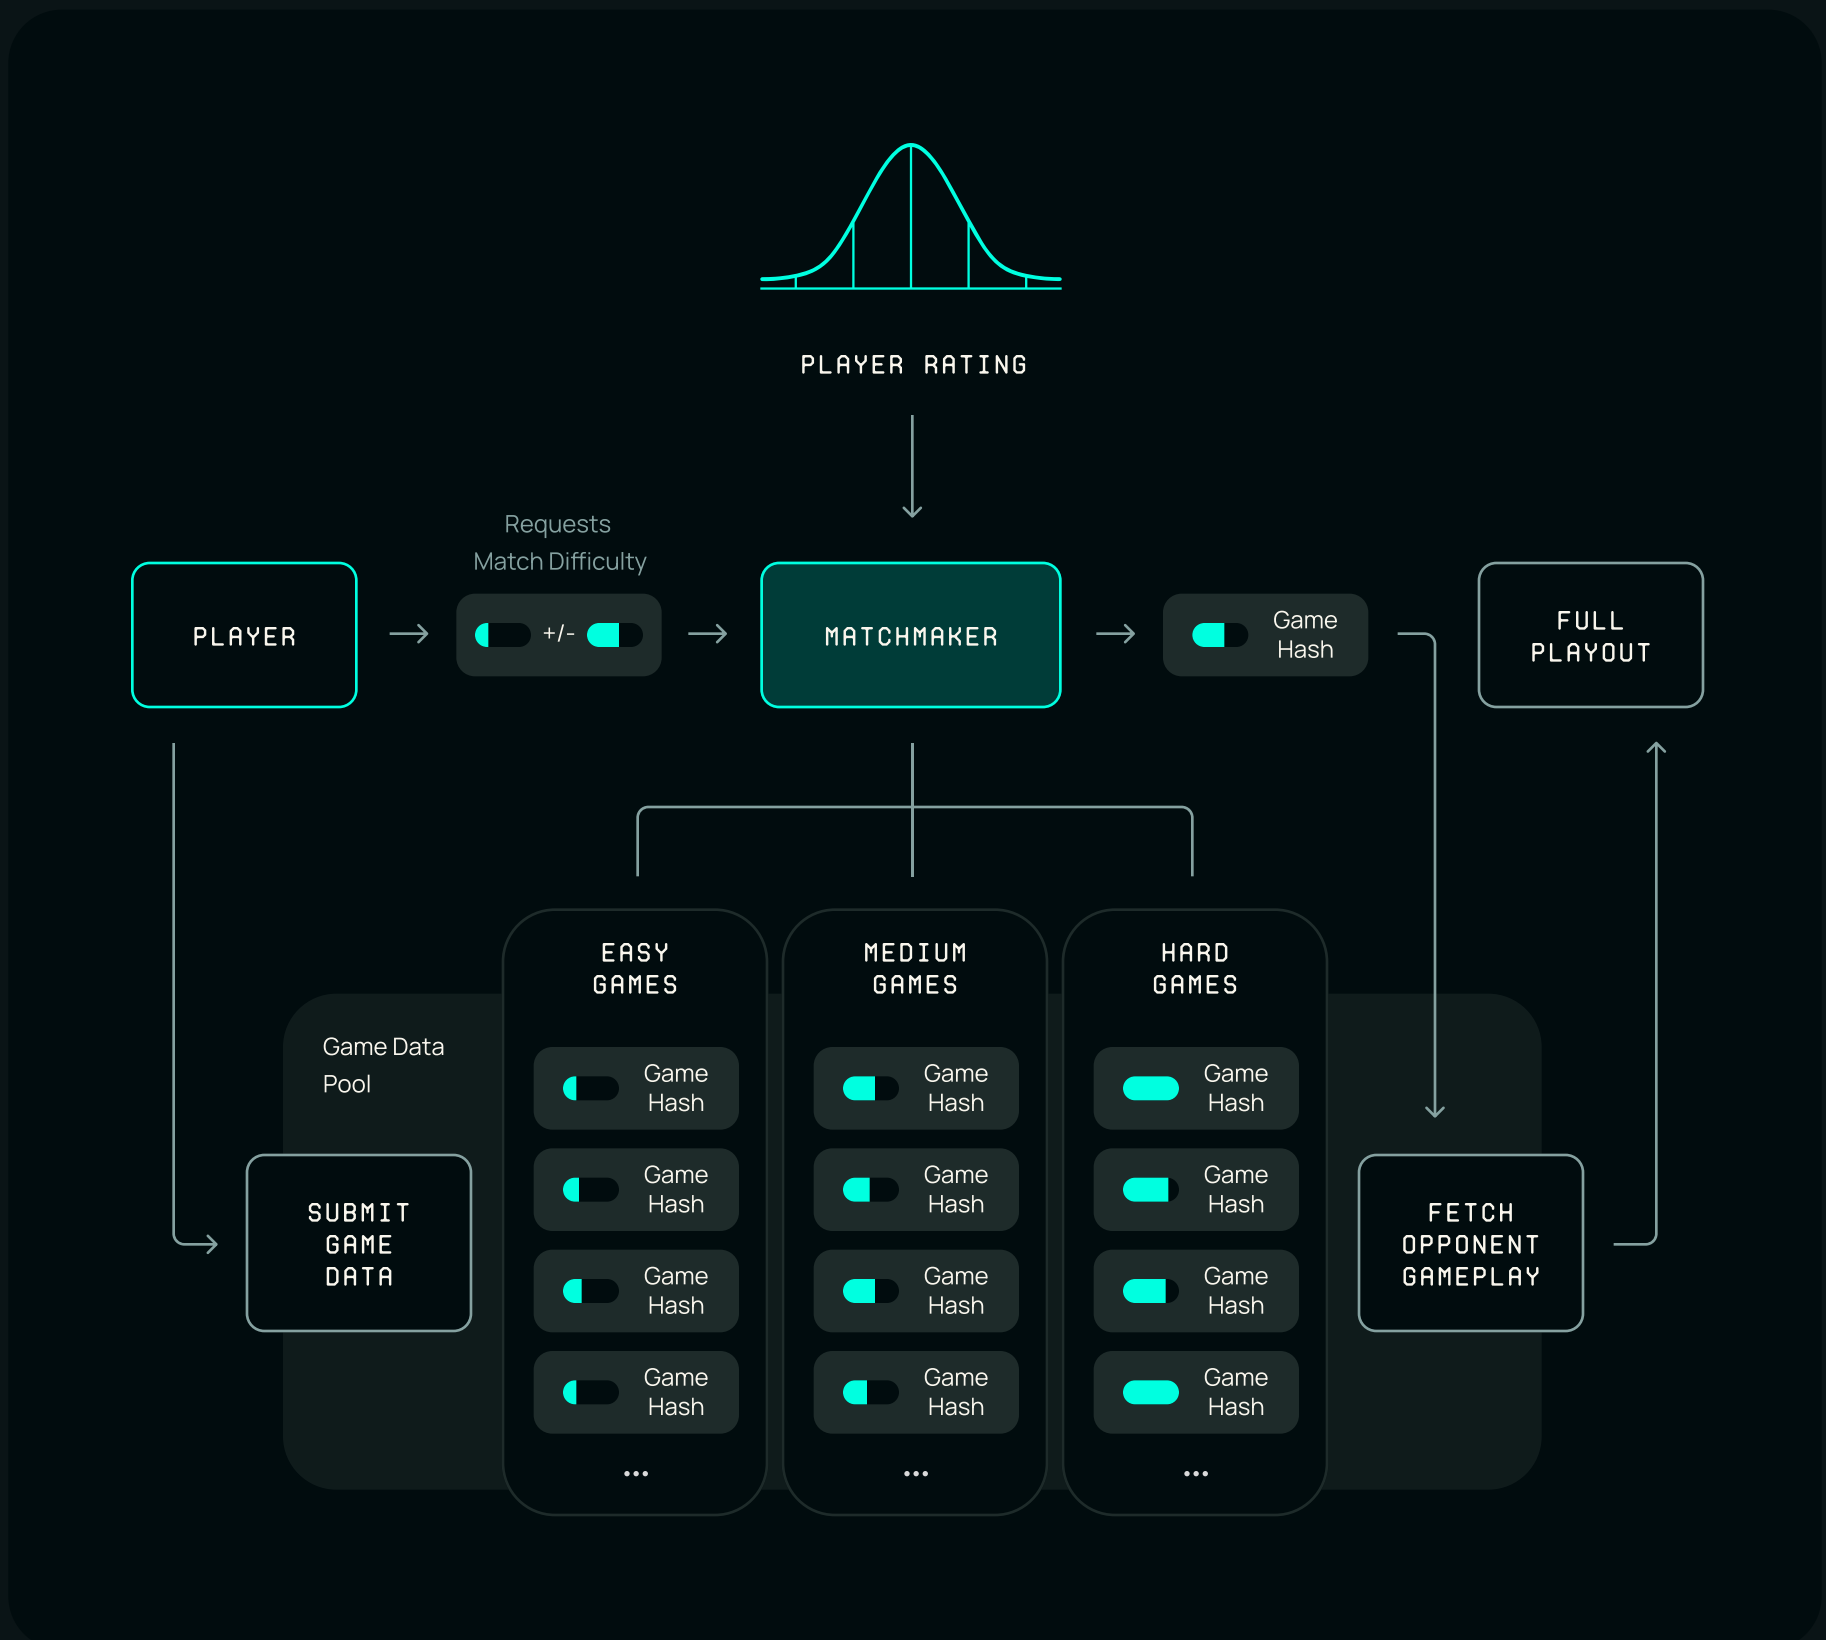 PLAYER RATING
Requests
Match Difficulty
PLAYER
+/-
MATCHMAKER
Game
Hash
FULL
PLAYOUT
EASY
GAMES
MEDIUM
GAMES
HARD
GAMES
Game Data
Pool
Game
Hash
Game
Hash
Game
Hash
Game
Hash
Game
Hash
Game
Hash
SUBMIT
GAME
DATA
FETCH
OPPONENT
GAMEPLAY
Game
Hash
Game
Hash
Game
Hash
Game
Hash
Game
Hash
Game
Hash
...
...
...